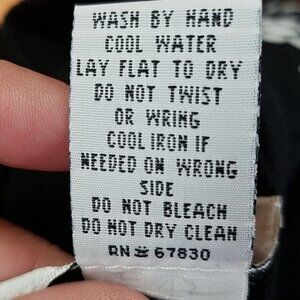 WASH BY HAND
COOL WATER
LAY FLAT TO DRY
DO NOT TWIST
OR WRING
COOL IRON IF
NEEDED ON WRONG
SIDE
DO NOT BLEACH
DO NOT DRY CLEAN
RN 67830